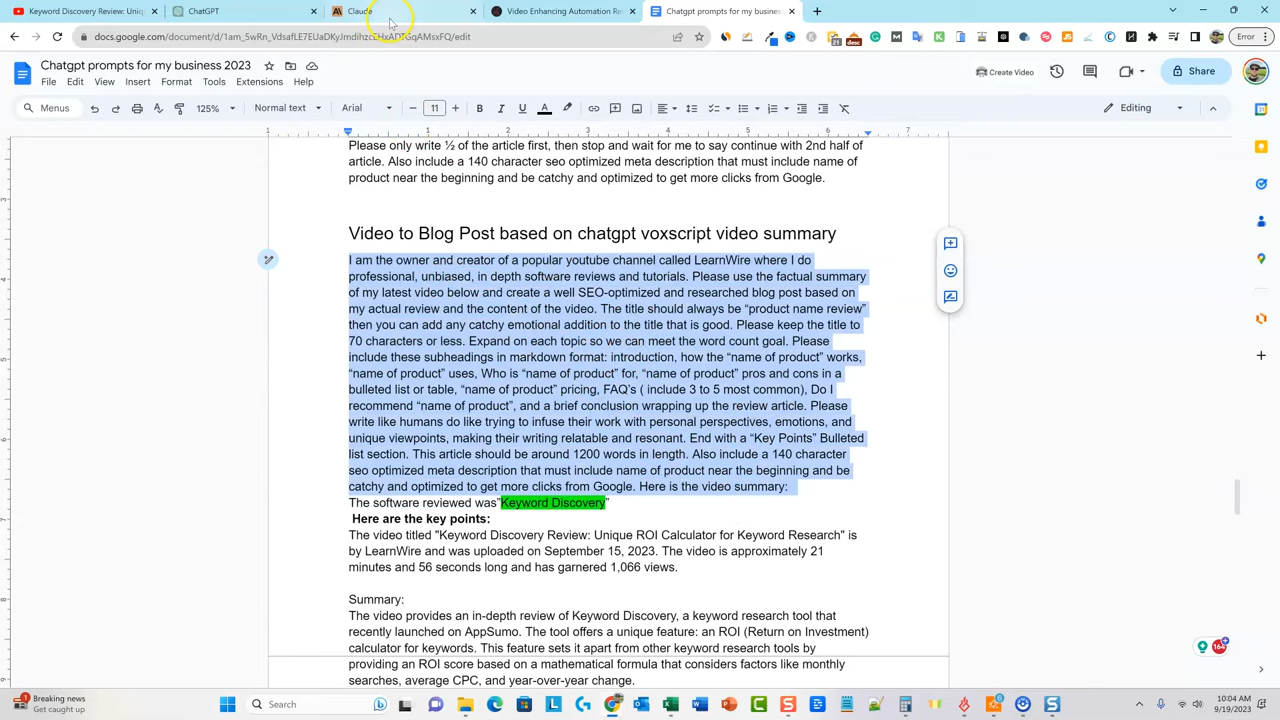 Keyword Discovery Review: Uniq
ChatGPT
Claude
Video Enhancing Automation Re
Chatgpt prompts for my busines
docs.google.com/document/d/1am_5wRn_VdsafLE7EUaDKyJmdihzcEHxADTGqAMsxFQ/edit
Error
Chatgpt prompts for my business 2023
File Edit View Insert Format Tools Extensions Help
Create Video
Share
Menus
125%
Normal text
Arial
11
Editing
1 1 2 3 4 5 6 7
Please only write ½ of the article first, then stop and wait for me to say continue with 2nd half of
article. Also include a 140 character seo optimized meta description that must include name of
product near the beginning and be catchy and optimized to get more clicks from Google.
Video to Blog Post based on chatgpt voxscript video summary
I am the owner and creator of a popular youtube channel called LearnWire where I do
professional, unbiased, in depth software reviews and tutorials. Please use the factual summary
of my latest video below and create a well SEO-optimized and researched blog post based on
my actual review and the content of the video. The title should always be “product name review”
then you can add any catchy emotional addition to the title that is good. Please keep the title to
70 characters or less. Expand on each topic so we can meet the word count goal. Please
include these subheadings in markdown format: introduction, how the “name of product” works,
“name of product” uses, Who is “name of product” for, “name of product” pros and cons in a
bulleted list or table, “name of product” pricing, FAQ’s ( include 3 to 5 most common), Do I
recommend “name of product”, and a brief conclusion wrapping up the review article. Please
write like humans do like trying to infuse their work with personal perspectives, emotions, and
unique viewpoints, making their writing relatable and resonant. End with a “Key Points” Bulleted
list section. This article should be around 1200 words in length. Also include a 140 character
seo optimized meta description that must include name of product near the beginning and be
catchy and optimized to get more clicks from Google. Here is the video summary:
The software reviewed was”Keyword Discovery”
Here are the key points:
The video titled "Keyword Discovery Review: Unique ROI Calculator for Keyword Research" is
by LearnWire and was uploaded on September 15, 2023. The video is approximately 21
minutes and 56 seconds long and has garnered 1,066 views.
Summary:
The video provides an in-depth review of Keyword Discovery, a keyword research tool that
recently launched on AppSumo. The tool offers a unique feature: an ROI (Return on Investment)
calculator for keywords. This feature sets it apart from other keyword research tools by
providing an ROI score based on a mathematical formula that considers factors like monthly
searches, average CPC, and year-over-year change.
164
Breaking news
Get caught up
Search
10:04 AM
9/19/2023